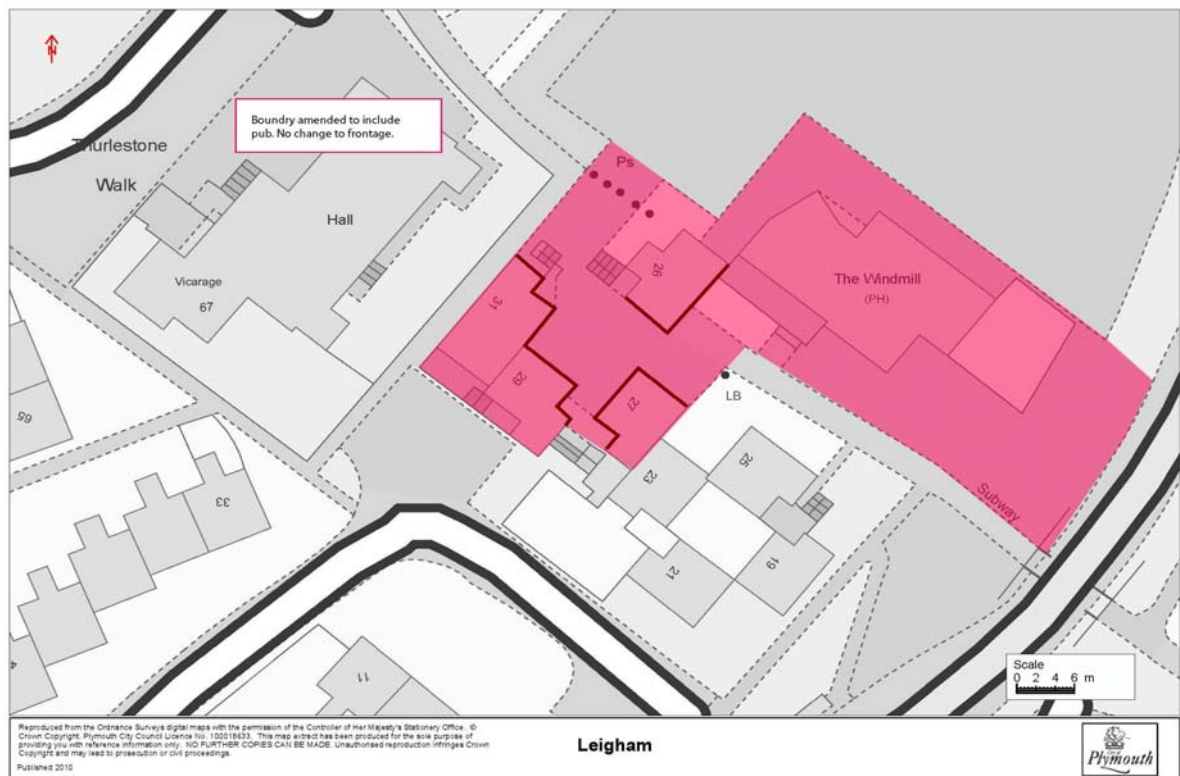 N
Boundry amended to include
pub. No change to frontage.
Thurlestone
Walk
Hall
Vicarage
67
Ps
26
The Windmill
(PH)
31
29
27
LB
65
33
23
25
21
19
Subway
11
4
Scale
0 2 4 6 m
Reproduced from the Ordnance Surveys digital maps with the permission of the Controller of Her Majesty's Stationery Office. ©
Crown Copyright. Plymouth City Council Licence No. 100018633. This map extract has been produced for the sole purpose of
providing you with reference information only. NO FURTHER COPIES CAN BE MADE. Unauthorised reproduction infringes Crown
Copyright and may lead to prosecution or civil proceedings.
Published 2010
Leigham
Plymouth